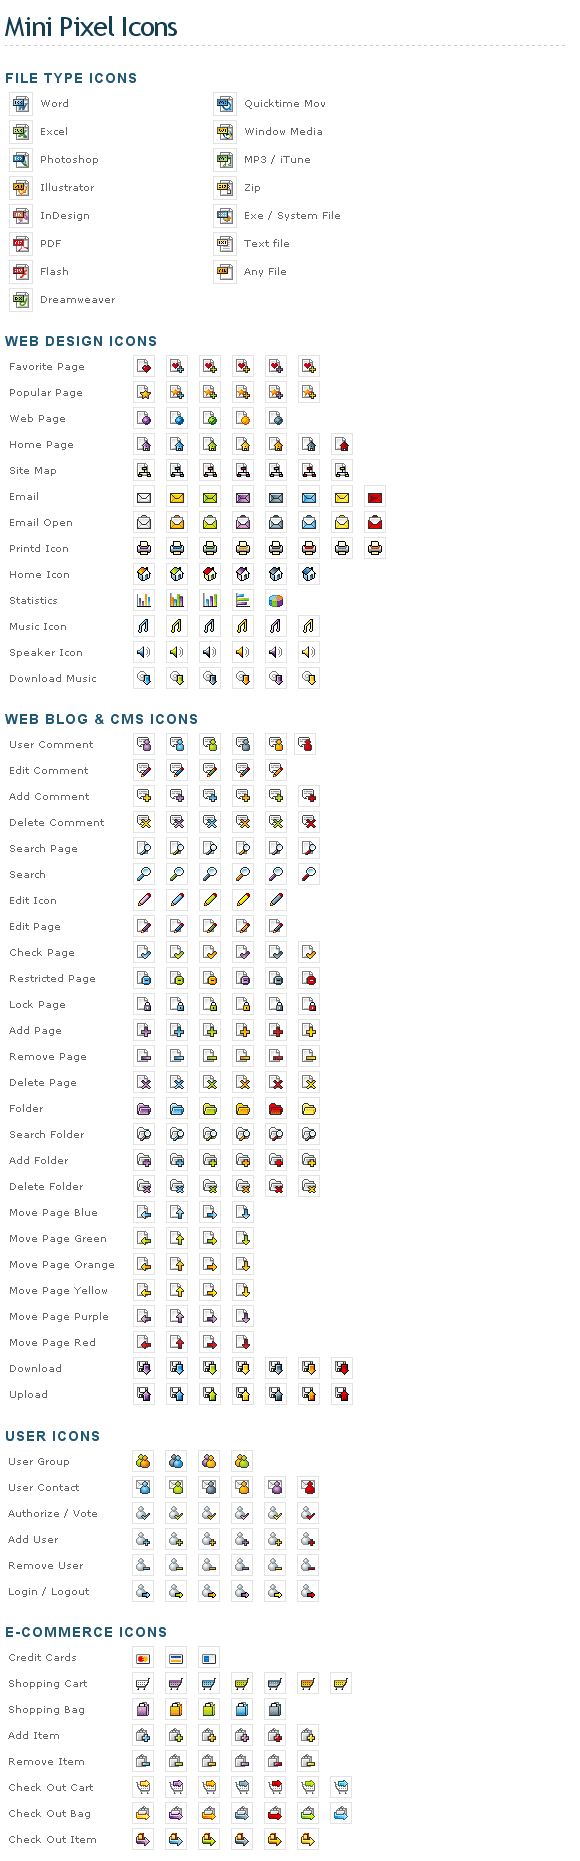 Mini Pixel Icons
FILE TYPE ICONS
Word
Excel
Photoshop
Illustrator
InDesign
PDF
Flash
Dreamweaver
Quicktime Mov
Window Media
MP3 / iTune
Zip
Exe / System File
Text file
Any File
WEB DESIGN ICONS
Favorite Page
Popular Page
Web Page
Home Page
Site Map
Email
Email Open
Printd Icon
Home Icon
Statistics
Music Icon
Speaker Icon
Download Music
WEB BLOG & CMS ICONS
User Comment
Edit Comment
Add Comment
Delete Comment
Search Page
Search
Edit Icon
Edit Page
Check Page
Restricted Page
Lock Page
Add Page
Remove Page
Delete Page
Folder
Search Folder
Add Folder
Delete Folder
Move Page Blue
Move Page Green
Move Page Orange
Move Page Yellow
Move Page Purple
Move Page Red
Download
Upload
USER ICONS
User Group
User Contact
Authorize / Vote
Add User
Remove User
Login / Logout
E-COMMERCE ICONS
Credit Cards
Shopping Cart
Shopping Bag
Add Item
Remove Item
Check Out Cart
Check Out Bag
Check Out Item